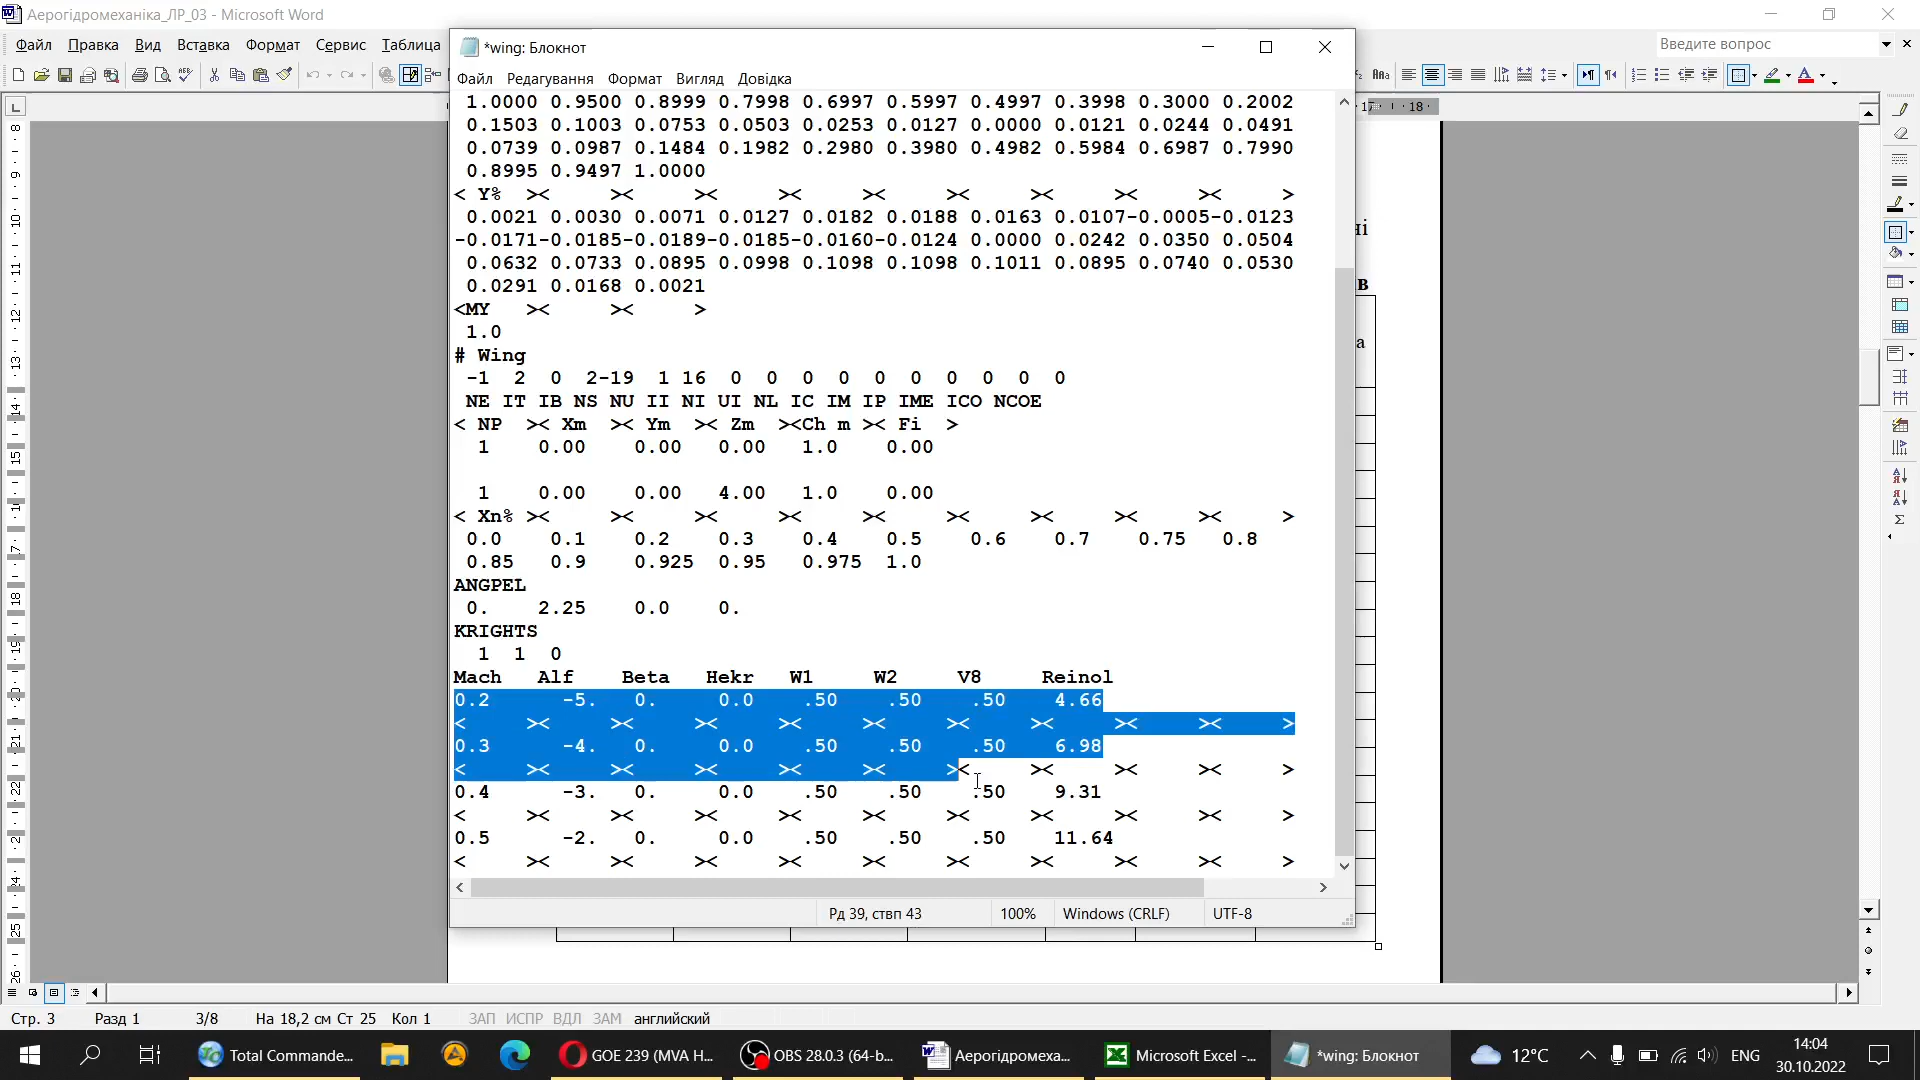 Аерогідромеханіка_ЛР_03 - Microsoft Word
Файл Правка Вид Вставка Формат Сервис Таблица
Введите вопрос
*wing: Блокнот
Файл Редагування Формат Вигляд Довідка
1.0000 0.9500 0.8999 0.7998 0.6997 0.5997 0.4997 0.3998 0.3000 0.2002
0.1503 0.1003 0.0753 0.0503 0.0253 0.0127 0.0000 0.0121 0.0244 0.0491
0.0739 0.0987 0.1484 0.1982 0.2980 0.3980 0.4982 0.5984 0.6987 0.7990
0.8995 0.9497 1.0000
< Y% >< >< >< >< >< >< >< >< >< >
0.0021 0.0030 0.0071 0.0127 0.0182 0.0188 0.0163 0.0107-0.0005-0.0123
-0.0171-0.0185-0.0189-0.0185-0.0160-0.0124 0.0000 0.0242 0.0350 0.0504
0.0632 0.0733 0.0895 0.0998 0.1098 0.1098 0.1011 0.0895 0.0740 0.0530
0.0291 0.0168 0.0021
<MY >< >< >
1.0
# Wing
-1 2 0 2-19 1 16 0 0 0 0 0 0 0 0 0 0
NE IT IB NS NU II NI UI NL IC IM IP IME ICO NCOE
< NP >< Xm >< Ym >< Zm ><Ch m >< Fi >
1 0.00 0.00 0.00 1.0 0.00
1 0.00 0.00 4.00 1.0 0.00
< Xn% >< >< >< >< >< >< >< >< >< >
0.0 0.1 0.2 0.3 0.4 0.5 0.6 0.7 0.75 0.8
0.85 0.9 0.925 0.95 0.975 1.0
ANGPEL
0. 2.25 0.0 0.
KRIGHTS
1 1 0
Mach Alf Beta Hekr W1 W2 V8 Reinol
0.2 -5. 0. 0.0 .50 .50 .50 4.66
< >< >< >< >< >< >< >< >< >< >
0.3 -4. 0. 0.0 .50 .50 .50 6.98
< >< >< >< >< >< >< >< >< >< >
0.4 -3. 0. 0.0 .50 .50 .50 9.31
< >< >< >< >< >< >< >< >< >< >
0.5 -2. 0. 0.0 .50 .50 .50 11.64
< >< >< >< >< >< >< >< >< >< >
Рд 39, ствп 43 100% Windows (CRLF) UTF-8
Стр. 3 Разд 1 3/8 На 18,2 см Ст 25 Кол 1 ЗАП ИСПР ВДЛ ЗАМ английский
Total Commande... GOE 239 (MVA H... OBS 28.0.3 (64-b... Аерогідромеха... Microsoft Excel -... *wing: Блокнот 12°C ENG 14:04
30.10.2022